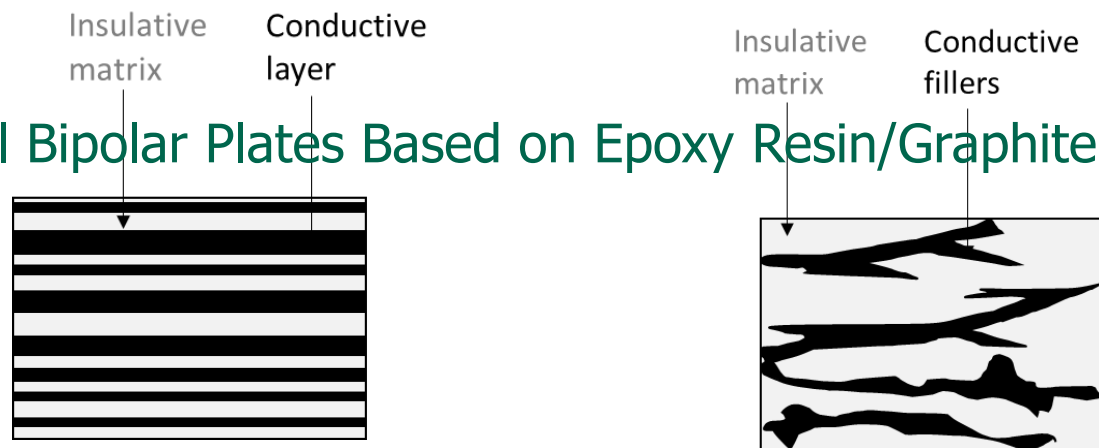 Insulative
matrix
Conductive
layer
Insulative
matrix
Conductive
fillers
Bipolar Plates Based on Epoxy Resin/Graphite